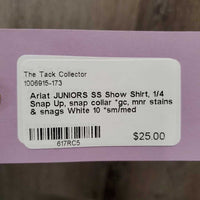 The Tack Collector
1006915-173
Ariat JUNIORS SS Show Shirt, 1/4
Snap Up, snap collar *gc, mnr stains
& snags White 10 *sm/med
617RC5
$25.00